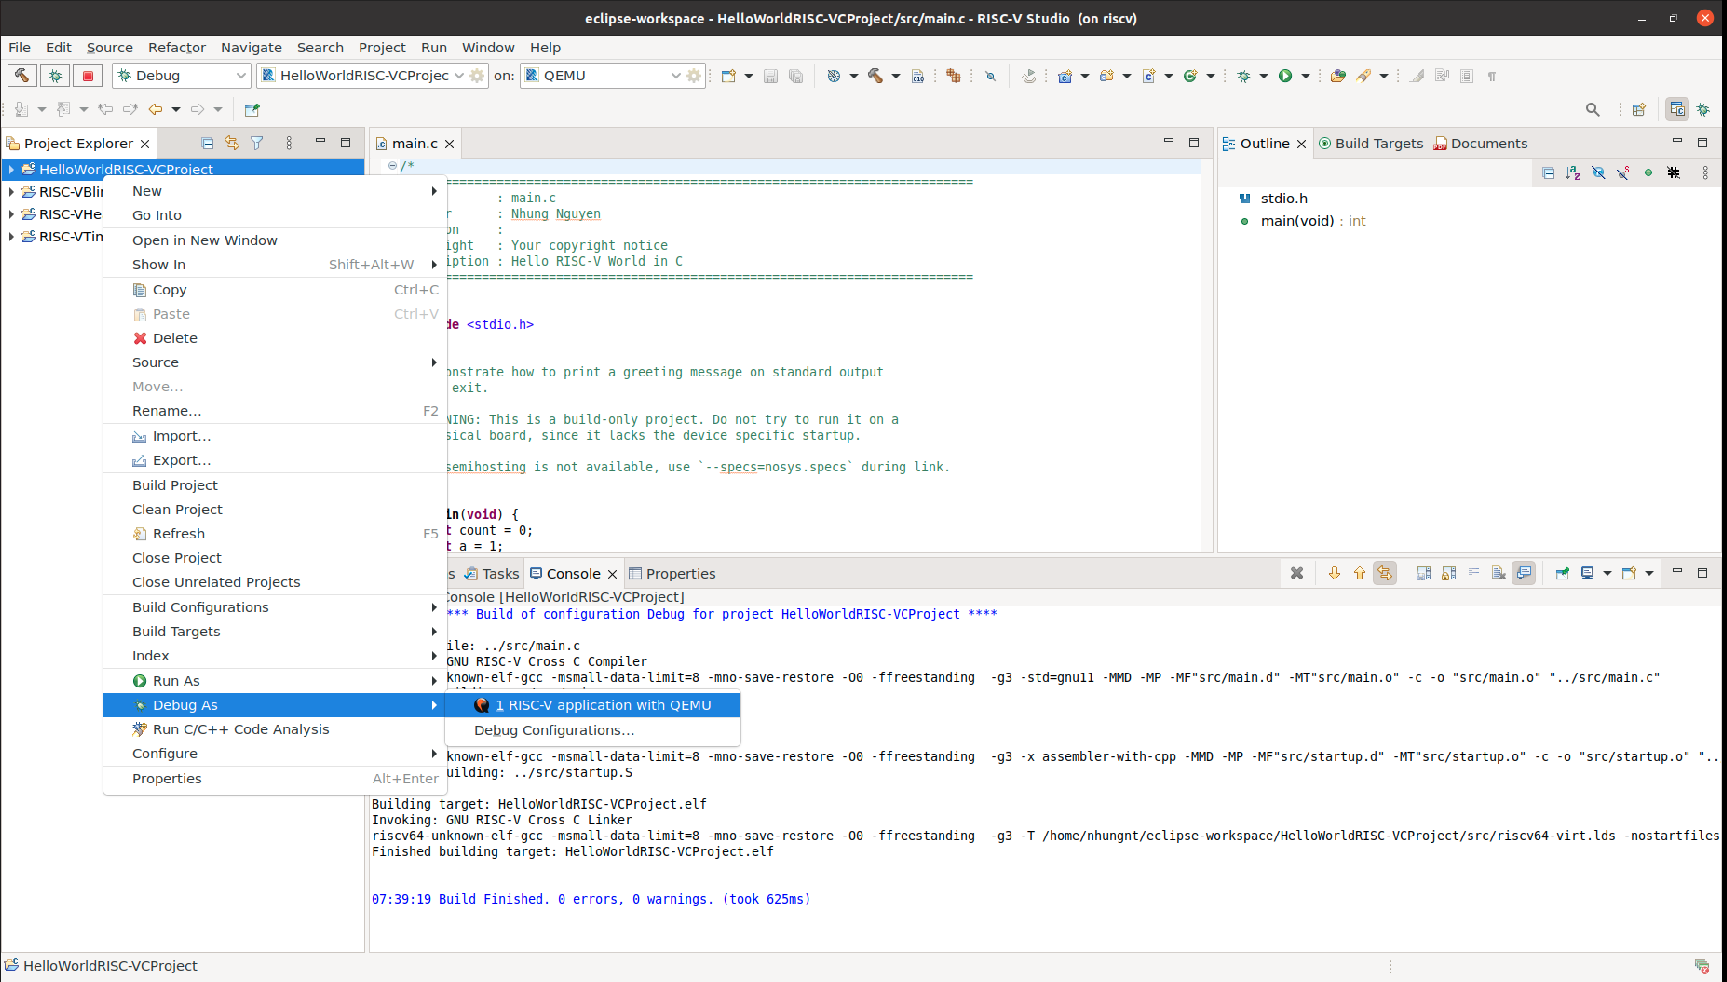 eclipse-workspace - HelloWorldRISC-VCProject/src/main.c - RISC-V Studio (on riscv)
File Edit Source Refactor Navigate Search Project Run Window Help
Debug HelloWorldRISC-VCProjec on: QEMU
Project Explorer
HelloWorldRISC-VCProject
RISC-VBlin
RISC-VHe
RISC-VTin
New
Go Into
Open in New Window
Show In Shift+Alt+W
Copy Ctrl+C
Paste Ctrl+V
Delete
Source
Move...
Rename... F2
Import...
Export...
Build Project
Clean Project
Refresh F5
Close Project
Close Unrelated Projects
Build Configurations
Build Targets
Index
Run As
Debug As
Run C/C++ Code Analysis
Configure
Properties Alt+Enter
1 RISC-V application with QEMU
Debug Configurations...
main.c
/*
============================================================================
: main.c
r : Nhung Nguyen
on :
ight : Your copyright notice
iption : Hello RISC-V World in C
============================================================================
de <stdio.h>
onstrate how to print a greeting message on standard output
exit.
NING: This is a build-only project. Do not try to run it on a
sical board, since it lacks the device specific startup.
semihosting is not available, use `--specs=nosys.specs` during link.
in(void) {
t count = 0;
t a = 1;
Outline Build Targets Documents
stdio.h
main(void) : int
s Tasks Console Properties
Console [HelloWorldRISC-VCProject]
*** Build of configuration Debug for project HelloWorldRISC-VCProject ****
ile: ../src/main.c
GNU RISC-V Cross C Compiler
known-elf-gcc -msmall-data-limit=8 -mno-save-restore -O0 -ffreestanding -g3 -std=gnu11 -MMD -MP -MF"src/main.d" -MT"src/main.o" -c -o "src/main.o" "../src/main.c"
known-elf-gcc -msmall-data-limit=8 -mno-save-restore -O0 -ffreestanding -g3 -x assembler-with-cpp -MMD -MP -MF"src/startup.d" -MT"src/startup.o" -c -o "src/startup.o" "..
uilding: ../src/startup.S
Building target: HelloWorldRISC-VCProject.elf
Invoking: GNU RISC-V Cross C Linker
riscv64-unknown-elf-gcc -msmall-data-limit=8 -mno-save-restore -O0 -ffreestanding -g3 -T /home/nhungnt/eclipse-workspace/HelloWorldRISC-VCProject/src/riscv64-virt.lds -nostartfiles
Finished building target: HelloWorldRISC-VCProject.elf
07:39:19 Build Finished. 0 errors, 0 warnings. (took 625ms)
HelloWorldRISC-VCProject